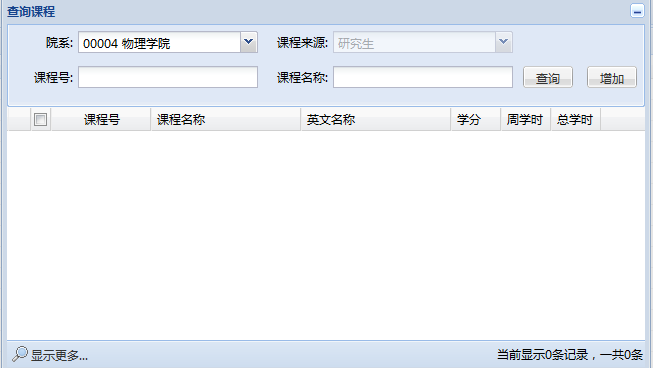 查询课程
院系: 00004 物理学院 课程来源: 研究生
课程号: 课程名称: 查询 增加
课程号 课程名称 英文名称 学分 周学时 总学时
显示更多... 当前显示0条记录，一共0条